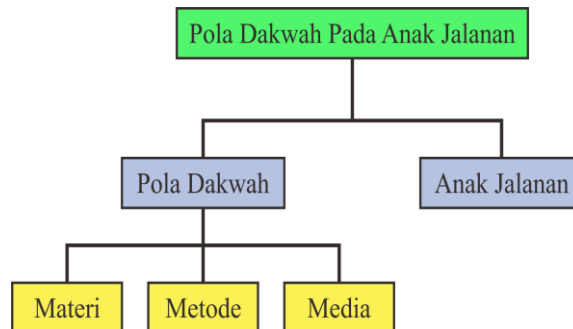 Pola Dakwah Pada Anak Jalanan
Pola Dakwah
Anak Jalanan
Materi
Metode
Media